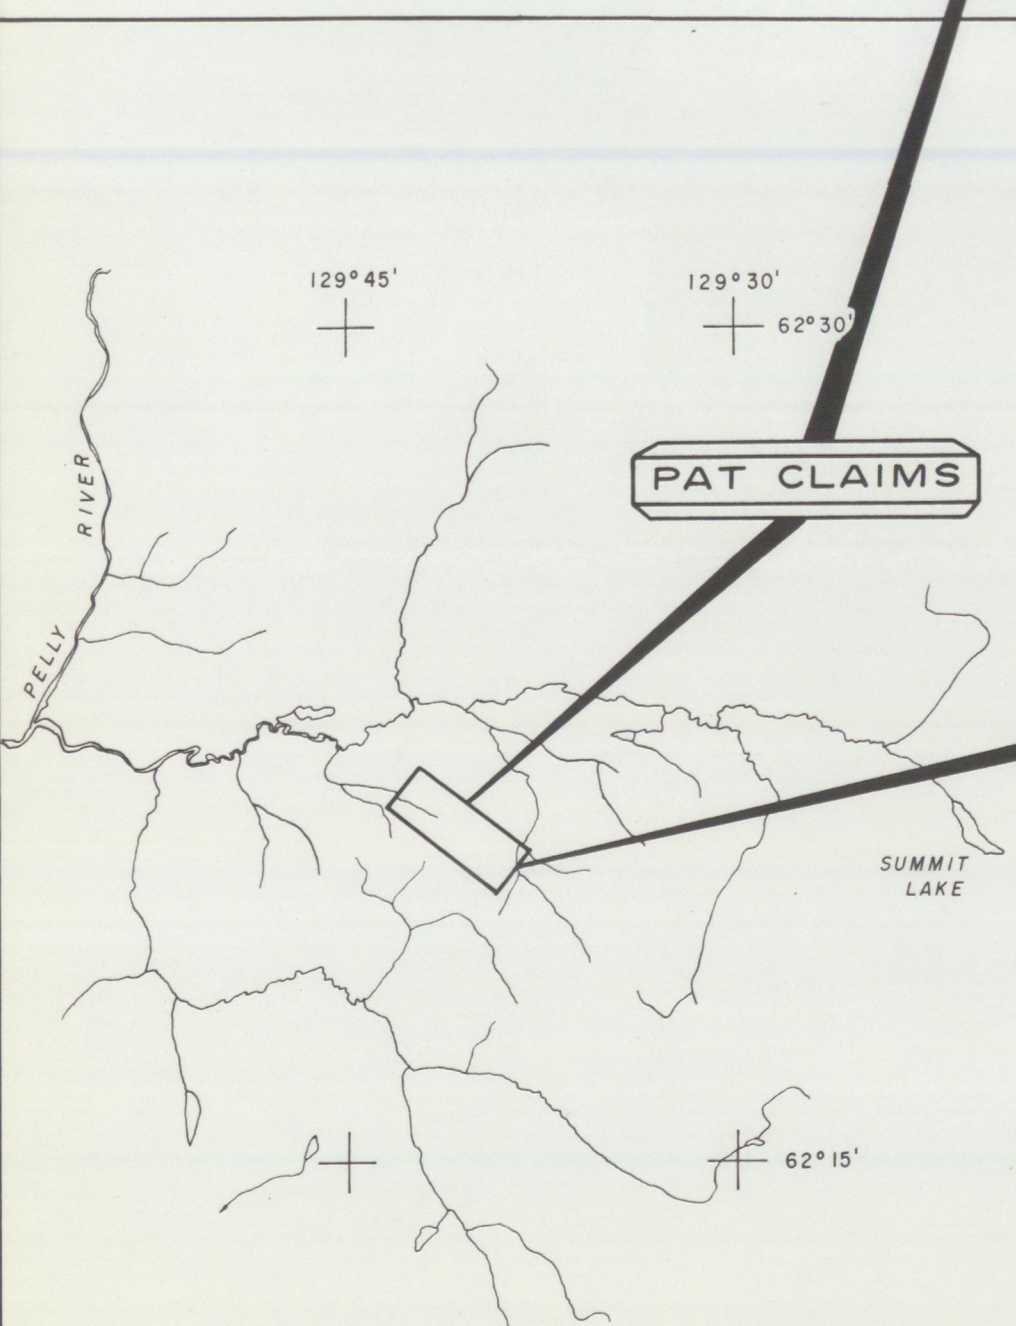 129° 45'
129° 30'
62° 30'
PAT CLAIMS
PELLY RIVER
SUMMIT
LAKE
62° 15'